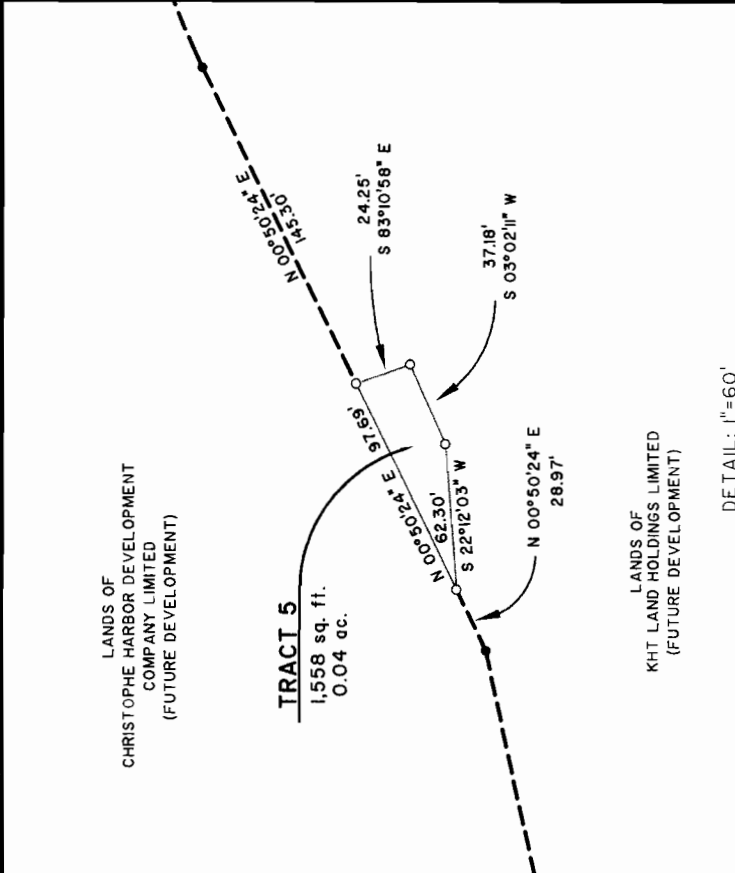 N 00°50'24" E
145.30'
24.25'
S 83°10'58" E
37.18'
S 03°02'11" W
LANDS OF
CHRISTOPHE HARBOR DEVELOPMENT
COMPANY LIMITED
(FUTURE DEVELOPMENT)
TRACT 5
1,558 sq. ft.
0.04 ac.
N 00°50'24" E 97.69'
62.30'
S 22°12'03" W
N 00°50'24" E
28.97'
LANDS OF
KHT LAND HOLDINGS LIMITED
(FUTURE DEVELOPMENT)
DETAIL: 1"=60'